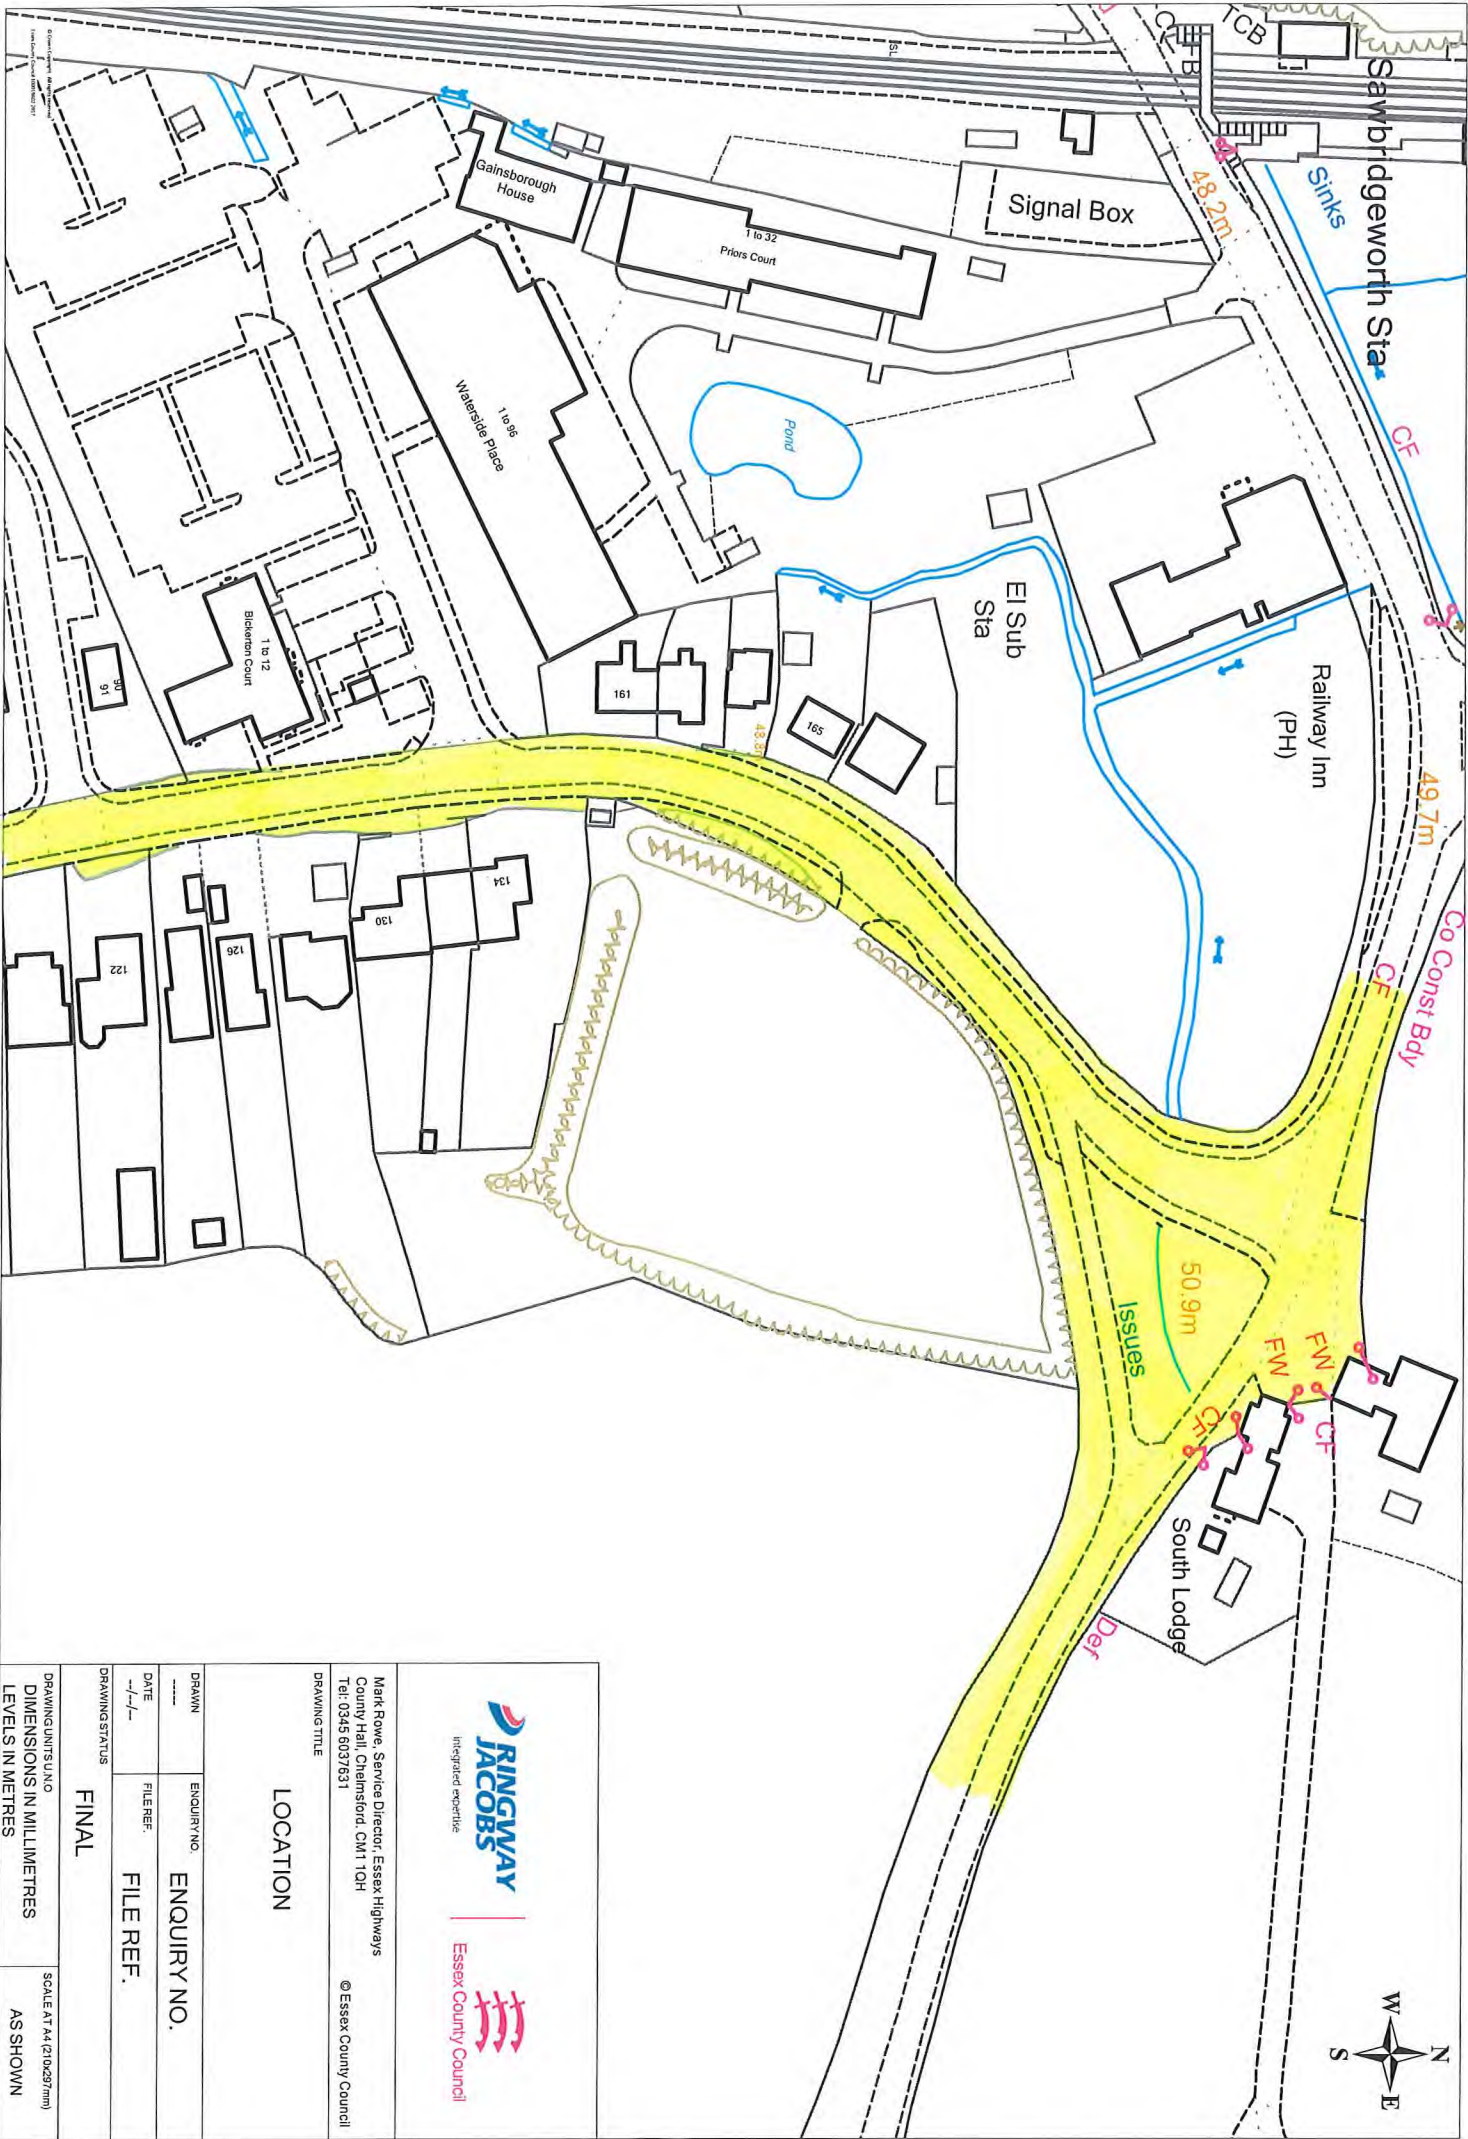 Sawbridgeworth Sta
TCB
FB
SL
Sinks
48.2m
CF
Signal Box
Gainsborough
House
1 to 32
Priors Court
1 to 96
Waterside Place
Pond
El Sub
Sta
Railway Inn
(PH)
49.7m
Co Const Bdy
CF
161
165
1 to 12
Bickerton Court
90
91
134
130
126
122
50.9m
Issues
FW
FW
CF
CF
South Lodge
Def
N
W
E
S
RINGWAY
JACOBS
integrated expertise
Essex County Council
Mark Rowe, Service Director, Essex Highways
County Hall, Chelmsford. CM1 1QH
Tel: 0345 6037631
© Essex County Council
DRAWING TITLE
LOCATION
DRAWN
-----
ENQUIRY NO.
ENQUIRY NO.
DATE
--/--/--
FILE REF.
FILE REF.
DRAWING STATUS
FINAL
DRAWING UNITS U.N.O
DIMENSIONS IN MILLIMETRES
LEVELS IN METRES
SCALE AT A4 (210x297mm)
AS SHOWN